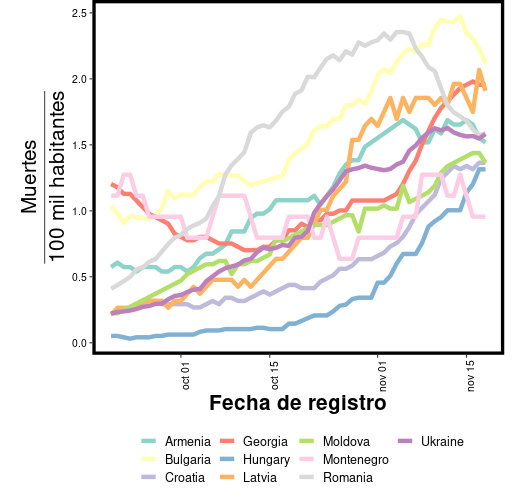 2.5
2.0
1.5
1.0
0.5
0.0
Muertes
100 mil habitantes
oct 01
oct 15
nov 01
nov 15
Fecha de registro
Armenia Georgia Moldova Ukraine
Bulgaria Hungary Montenegro
Croatia Latvia Romania